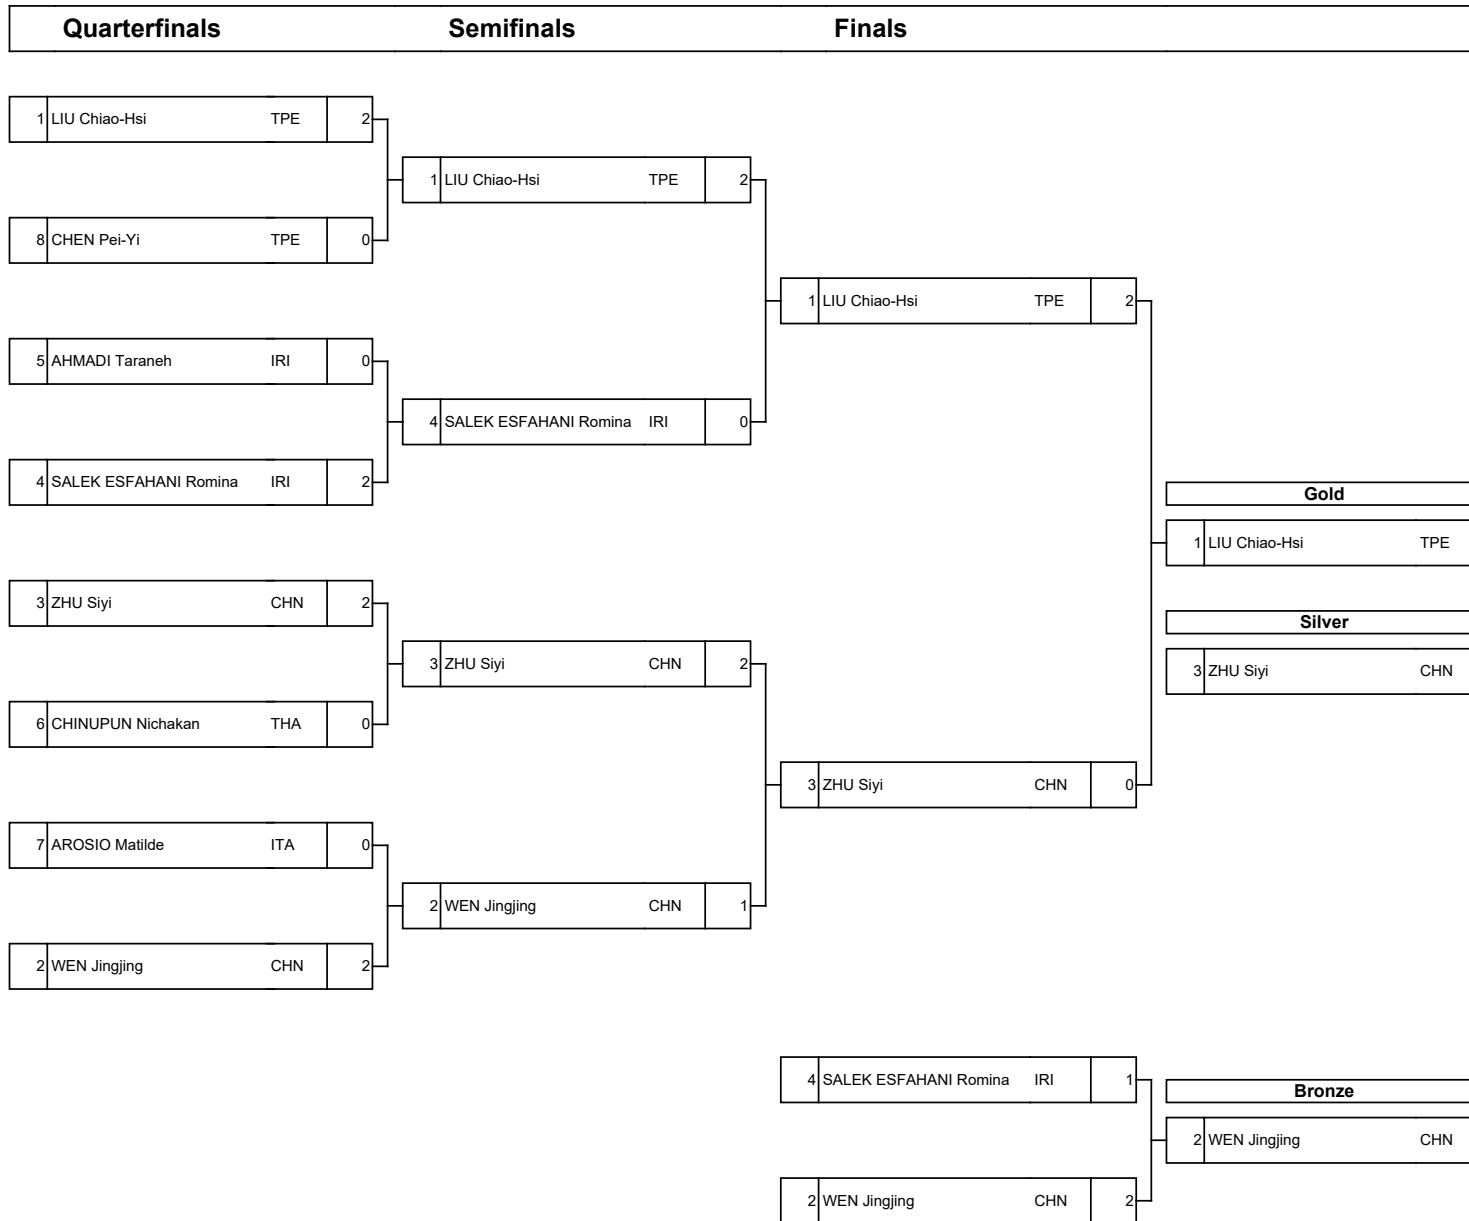 Quarterfinals Semifinals Finals
1 LIU Chiao-Hsi TPE 2
1 LIU Chiao-Hsi TPE 2
8 CHEN Pei-Yi TPE 0
1 LIU Chiao-Hsi TPE 2
5 AHMADI Taraneh IRI 0
4 SALEK ESFAHANI Romina IRI 0
4 SALEK ESFAHANI Romina IRI 2
Gold
1 LIU Chiao-Hsi TPE
3 ZHU Siyi CHN 2
Silver
3 ZHU Siyi CHN 2
3 ZHU Siyi CHN
6 CHINUPUN Nichakan THA 0
3 ZHU Siyi CHN 0
7 AROSIO Matilde ITA 0
2 WEN Jingjing CHN 1
2 WEN Jingjing CHN 2
4 SALEK ESFAHANI Romina IRI 1
Bronze
2 WEN Jingjing CHN
2 WEN Jingjing CHN 2